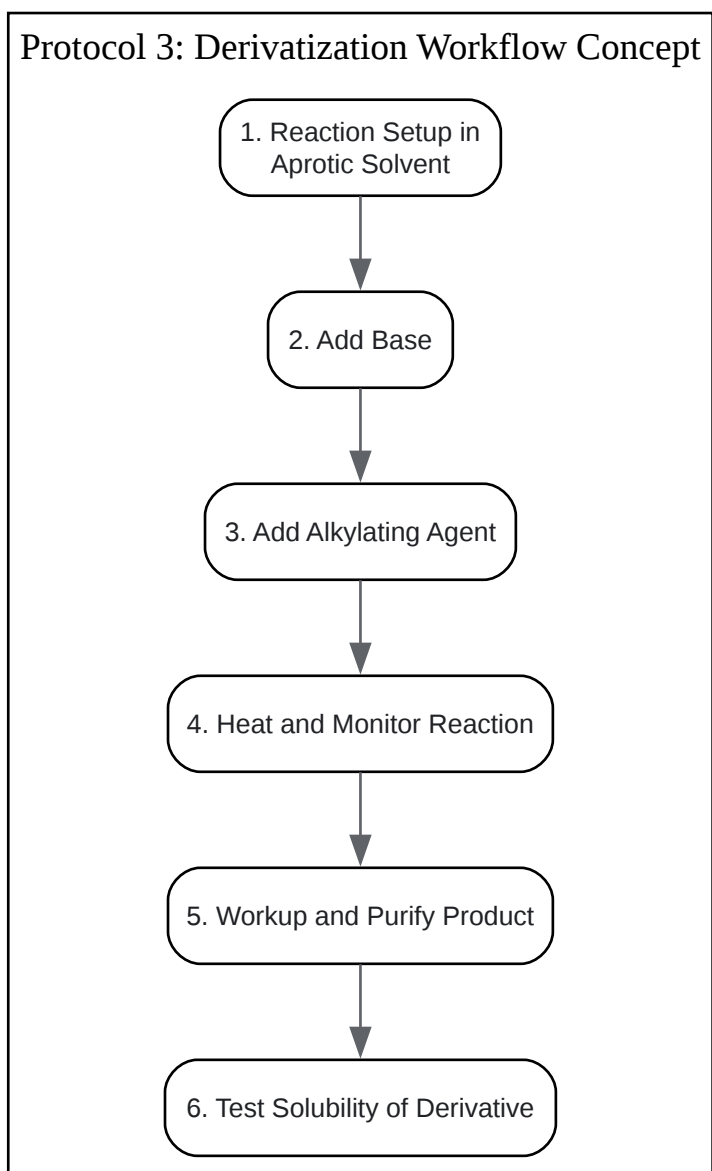 Protocol 3: Derivatization Workflow Concept
1. Reaction Setup in
Aprotic Solvent
2. Add Base
3. Add Alkylating Agent
4. Heat and Monitor Reaction
5. Workup and Purify Product
6. Test Solubility of Derivative